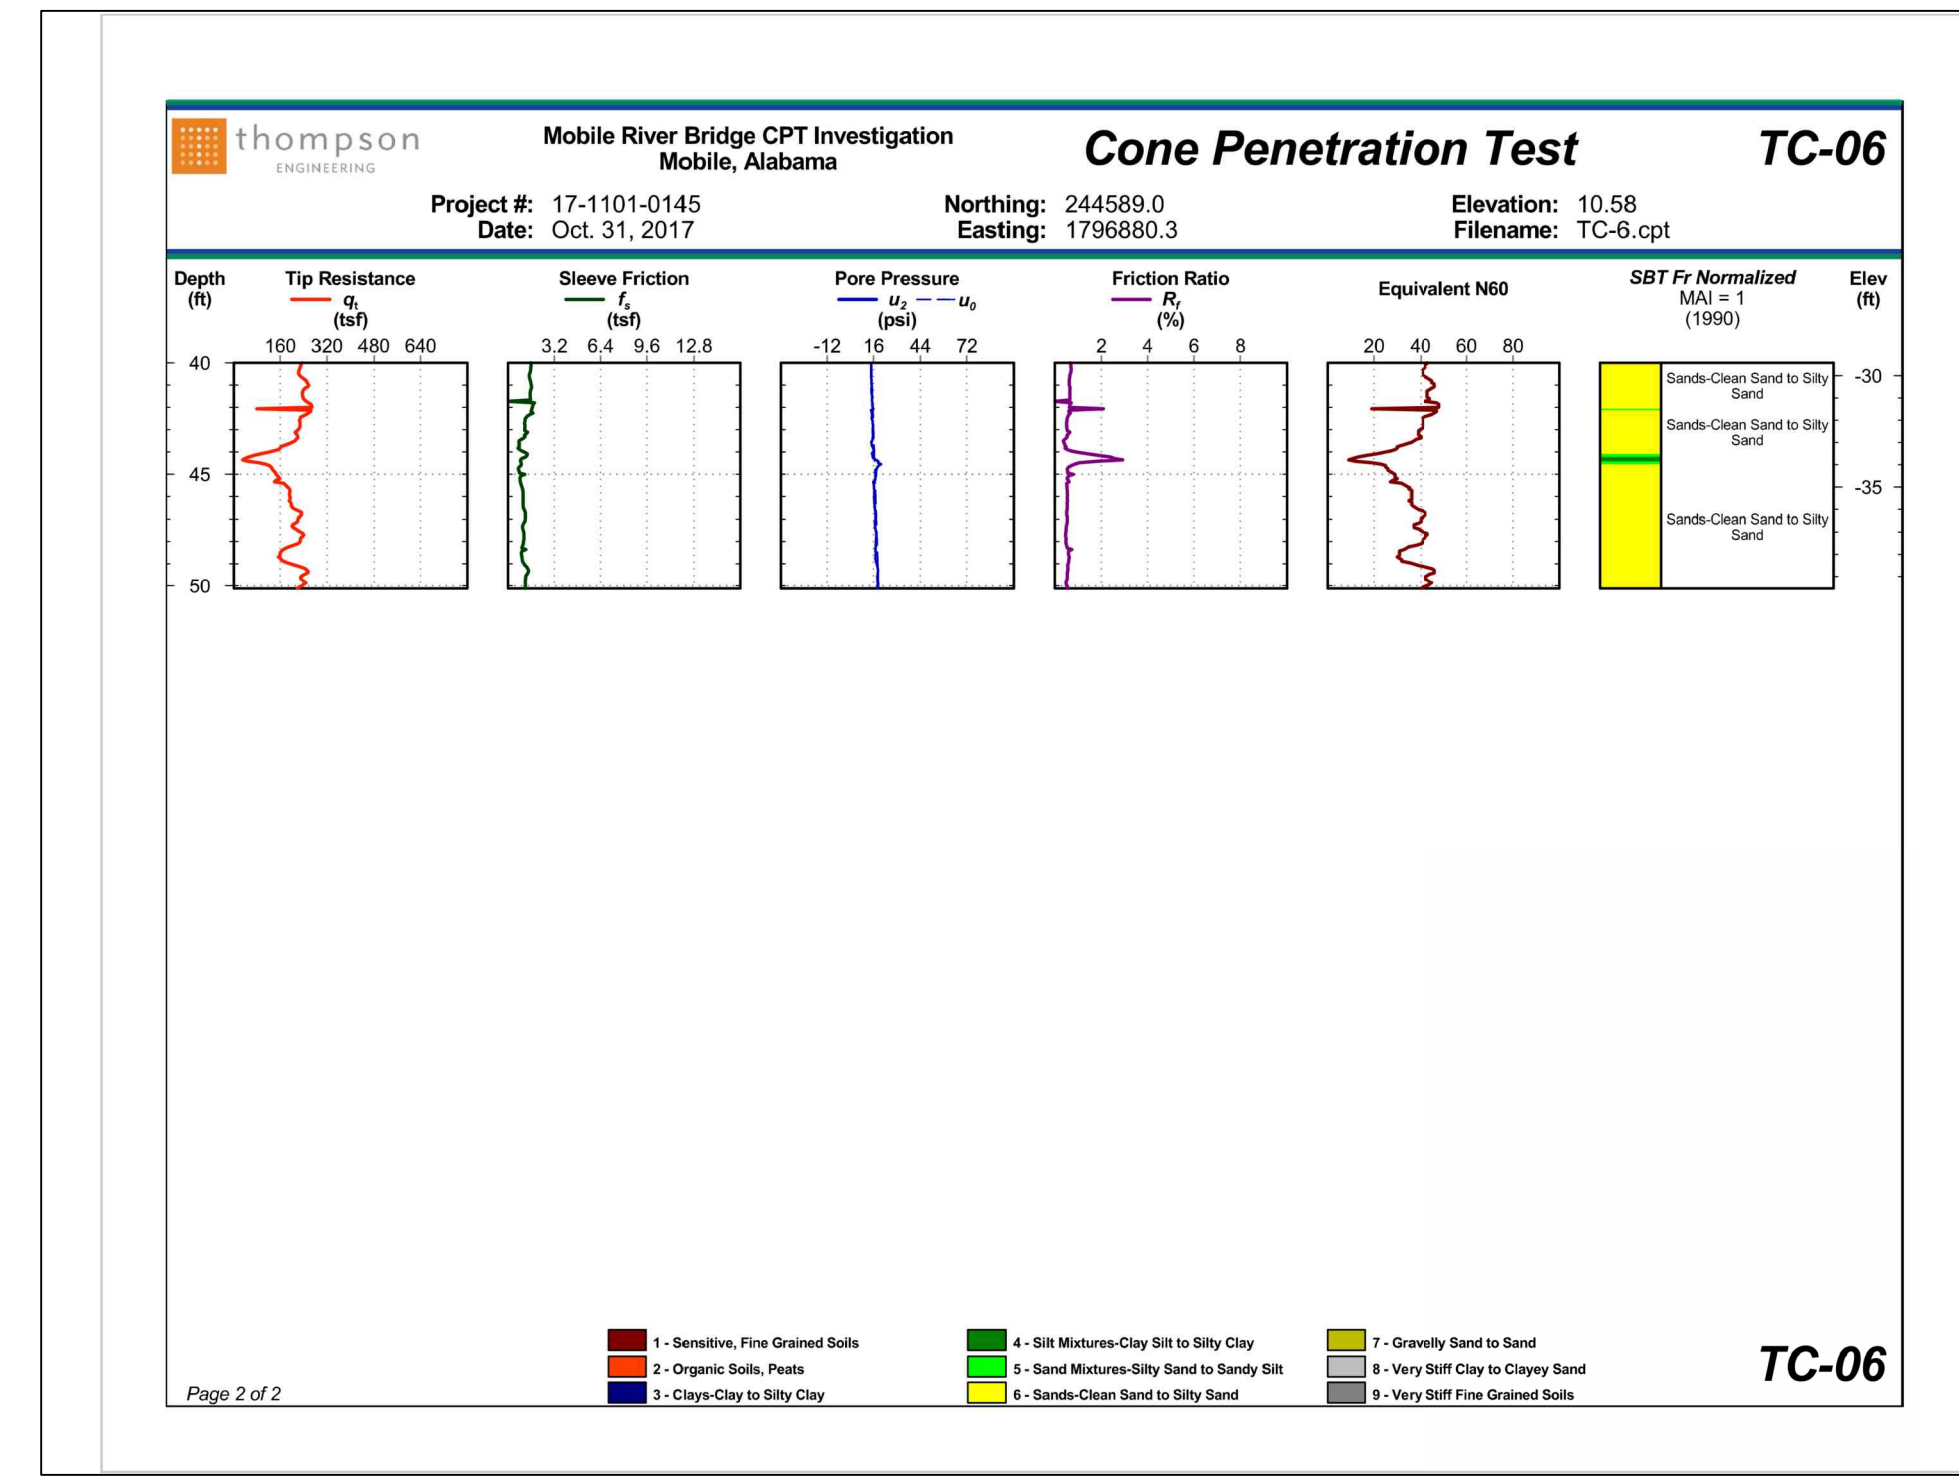 thompson
ENGINEERING
Mobile River Bridge CPT Investigation
Mobile, Alabama
Cone Penetration Test
TC-06
Project #: 17-1101-0145
Date: Oct. 31, 2017
Northing: 244589.0
Easting: 1796880.3
Elevation: 10.58
Filename: TC-6.cpt
Depth
(ft)
Tip Resistance
qt
(tsf)
Sleeve Friction
fs
(tsf)
Pore Pressure
u2 u0
(psi)
Friction Ratio
Rf
(%)
Equivalent N60
SBT Fr Normalized
MAI = 1
(1990)
Elev
(ft)
160 320 480 640
3.2 6.4 9.6 12.8
-12 16 44 72
2 4 6 8
20 40 60 80
40
45
50
Sands-Clean Sand to Silty
Sand
Sands-Clean Sand to Silty
Sand
Sands-Clean Sand to Silty
Sand
-30
-35
1 - Sensitive, Fine Grained Soils
2 - Organic Soils, Peats
3 - Clays-Clay to Silty Clay
4 - Silt Mixtures-Clay Silt to Silty Clay
5 - Sand Mixtures-Silty Sand to Sandy Silt
6 - Sands-Clean Sand to Silty Sand
7 - Gravelly Sand to Sand
8 - Very Stiff Clay to Clayey Sand
9 - Very Stiff Fine Grained Soils
Page 2 of 2
TC-06